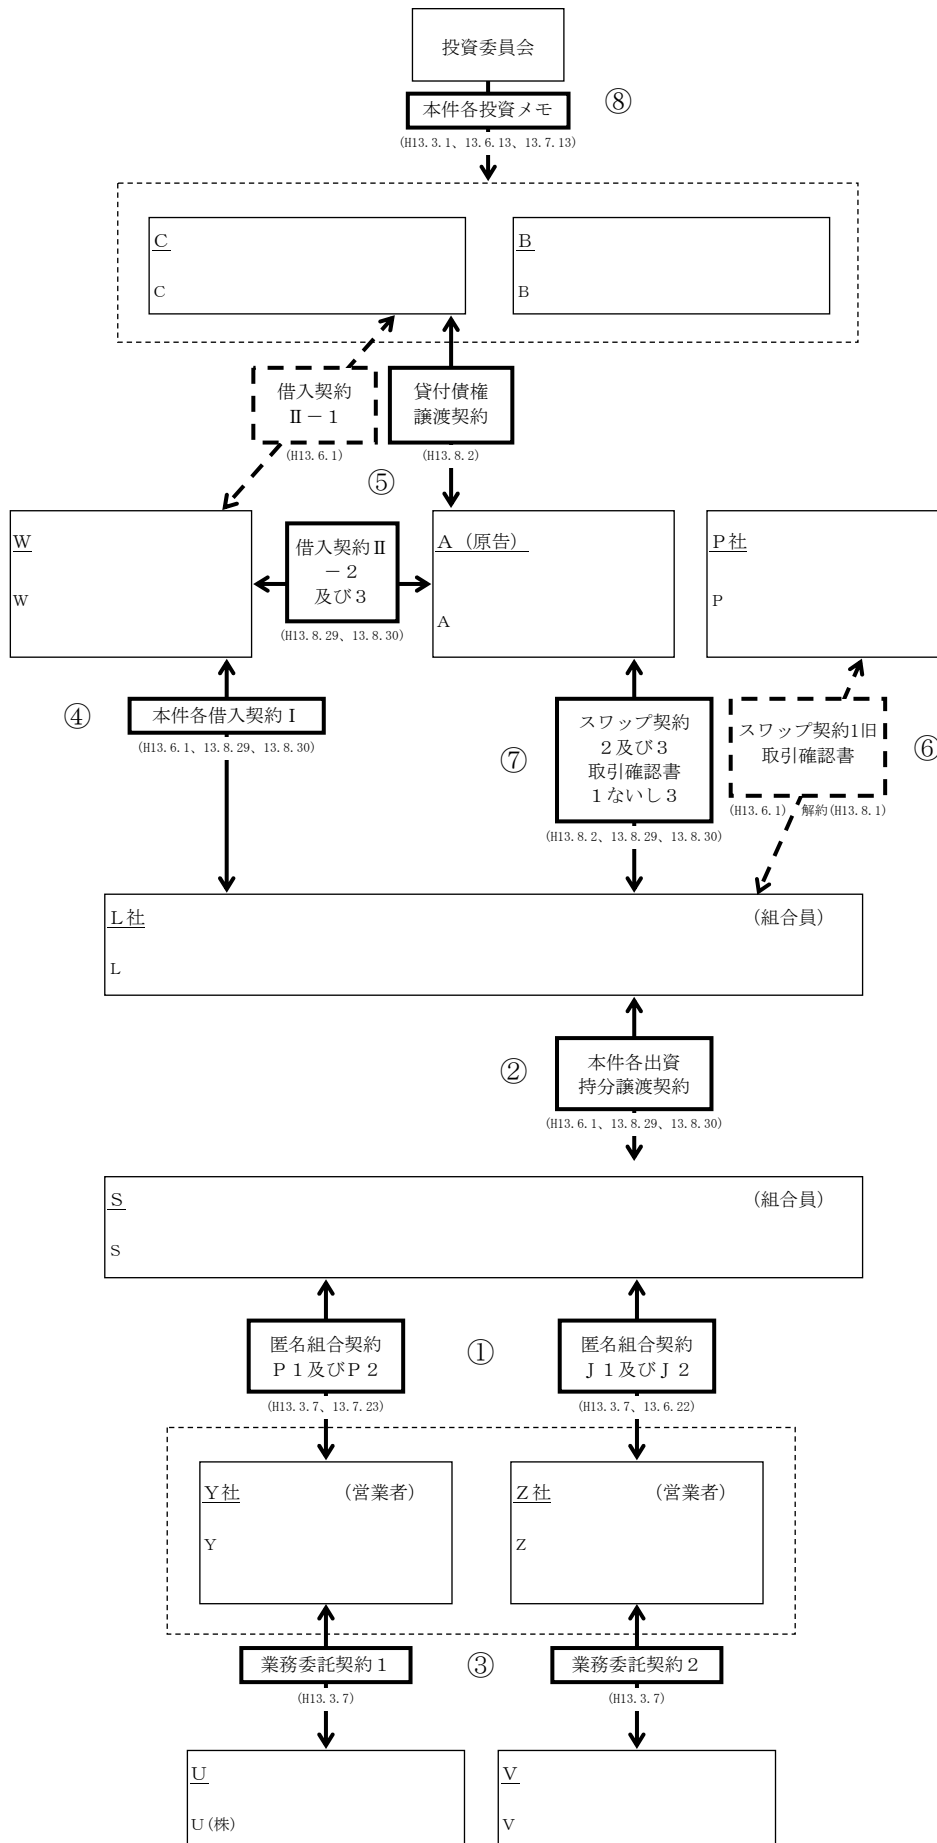 投資委員会
本件各投資メモ
⑧
(H13.3.1、13.6.13、13.7.13)
C
C
B
B
借入契約
Ⅱ－1
(H13.6.1)
貸付債権
譲渡契約
(H13.8.2)
⑤
W
W
借入契約Ⅱ
－2
及び3
(H13.8.29、13.8.30)
A（原告）
A
P社
P
④
本件各借入契約Ⅰ
(H13.6.1、13.8.29、13.8.30)
⑦
スワップ契約
2及び3
取引確認書
1ないし3
(H13.8.2、13.8.29、13.8.30)
スワップ契約1旧
取引確認書
⑥
(H13.6.1) 解約(H13.8.1)
L社 (組合員)
L
②
本件各出資
持分譲渡契約
(H13.6.1、13.8.29、13.8.30)
S (組合員)
S
匿名組合契約
P1及びP2
(H13.3.7、13.7.23)
①
匿名組合契約
J1及びJ2
(H13.3.7、13.6.22)
Y社 (営業者)
Y
Z社 (営業者)
Z
業務委託契約1
(H13.3.7)
③
業務委託契約2
(H13.3.7)
U
U(株)
V
V